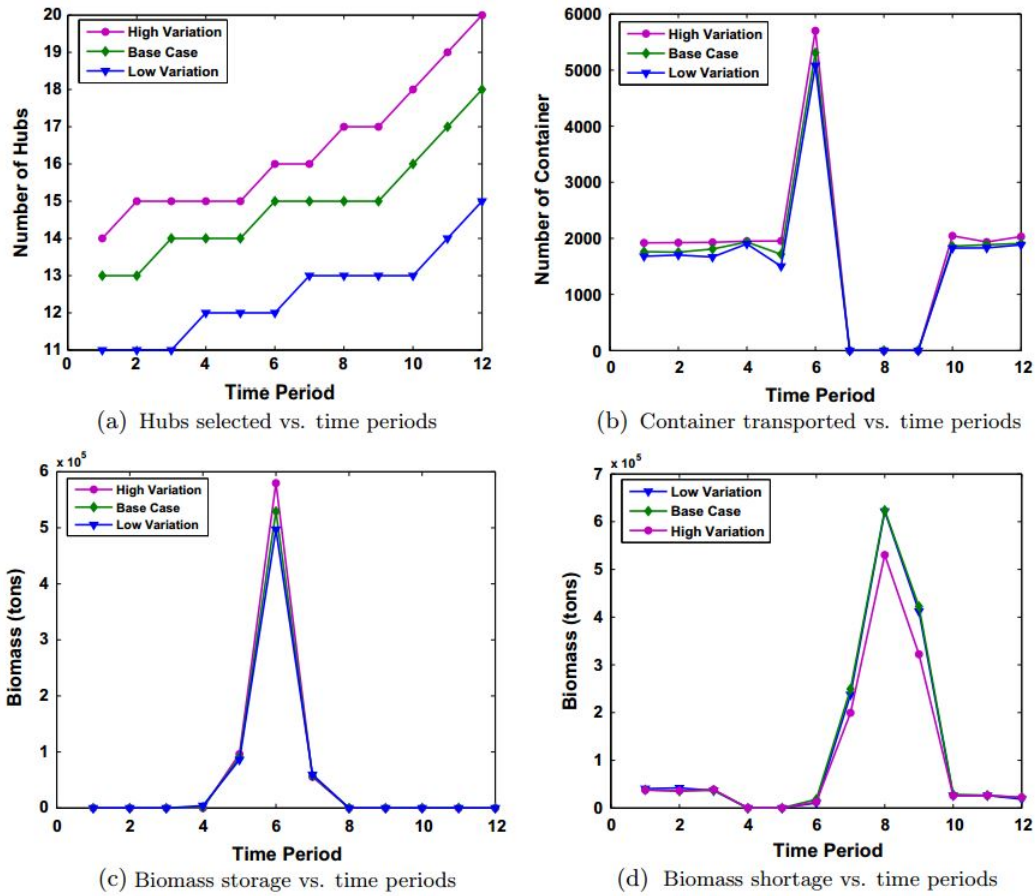 20
19
18
17
16
15
14
13
12
11
0 2 4 6 8 10 12
Number of Hubs
High Variation
Base Case
Low Variation
Time Period
(a) Hubs selected vs. time periods
6000
5000
4000
3000
2000
1000
0
0 2 4 6 8 10 12
Number of Container
High Variation
Base Case
Low Variation
Time Period
(b) Container transported vs. time periods
x 10⁵
6
5
4
3
2
1
0
0 2 4 6 8 10 12
Biomass (tons)
High Variation
Base Case
Low Variation
Time Period
(c) Biomass storage vs. time periods
x 10⁵
7
6
5
4
3
2
1
0
0 2 4 6 8 10 12
Biomass (tons)
Low Variation
Base Case
High Variation
Time Period
(d) Biomass shortage vs. time periods